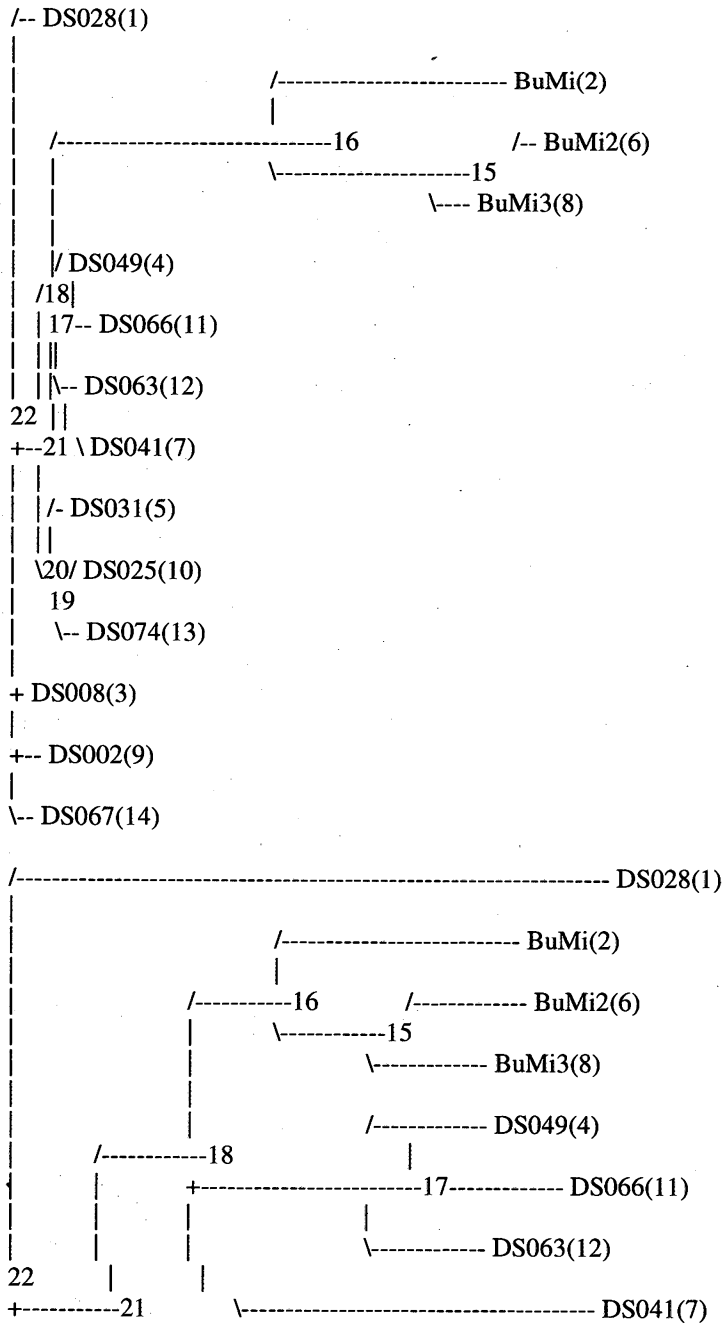 /-- DS028(1)
|
| /-------------------------- BuMi(2)
| |
| /-------------------------------16 /-- BuMi2(6)
| | \----------------------15
| | \---- BuMi3(8)
| |
| |/ DS049(4)
| /18|
| | 17-- DS066(11)
| | |||
| | |\-- DS063(12)
22 ||
+--21 \ DS041(7)
| |
| |/- DS031(5)
| ||
| \20/ DS025(10)
| 19
| \-- DS074(13)
|
+ DS008(3)
|
+-- DS002(9)
|
\-- DS067(14)
/------------------------------------------------------------------- DS028(1)
|
| /--------------------------- BuMi(2)
| |
| /-----------16 /------------- BuMi2(6)
| | \------------15
| | \------------- BuMi3(8)
| |
| | /------------- DS049(4)
| /------------18 |
| | +-------------------------17------------- DS066(11)
| | | |
| | | \------------- DS063(12)
22 | |
+-----------21 \---------------------------------------- DS041(7)